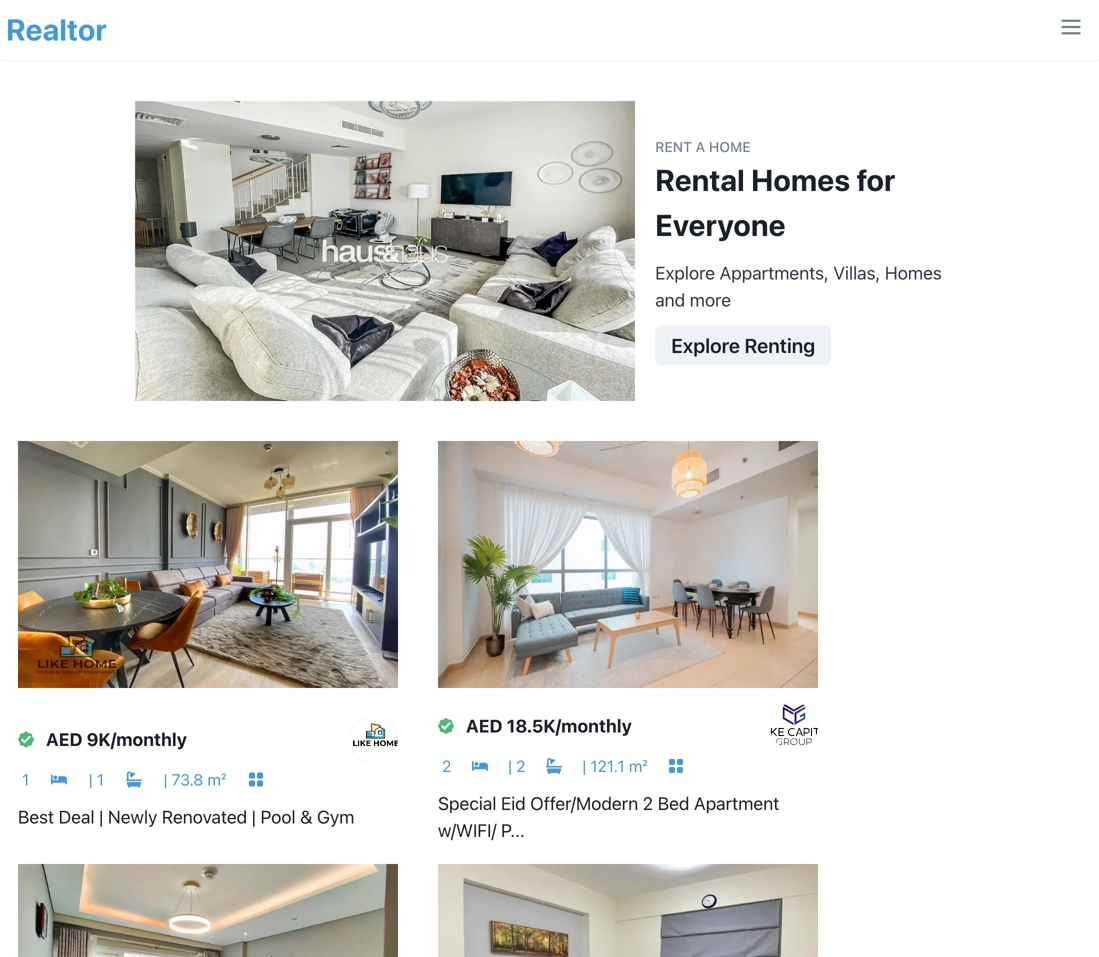 Realtor
haus&haus
RENT A HOME
Rental Homes for
Everyone
Explore Appartments, Villas, Homes
and more
Explore Renting
LIKE HOME
AED 9K/monthly
LIKE HOME
1 | 1 | 73.8 m²
Best Deal | Newly Renovated | Pool & Gym
AED 18.5K/monthly
KE CAPIT
GROUP
2 | 2 | 121.1 m²
Special Eid Offer/Modern 2 Bed Apartment
w/WIFI/ P...